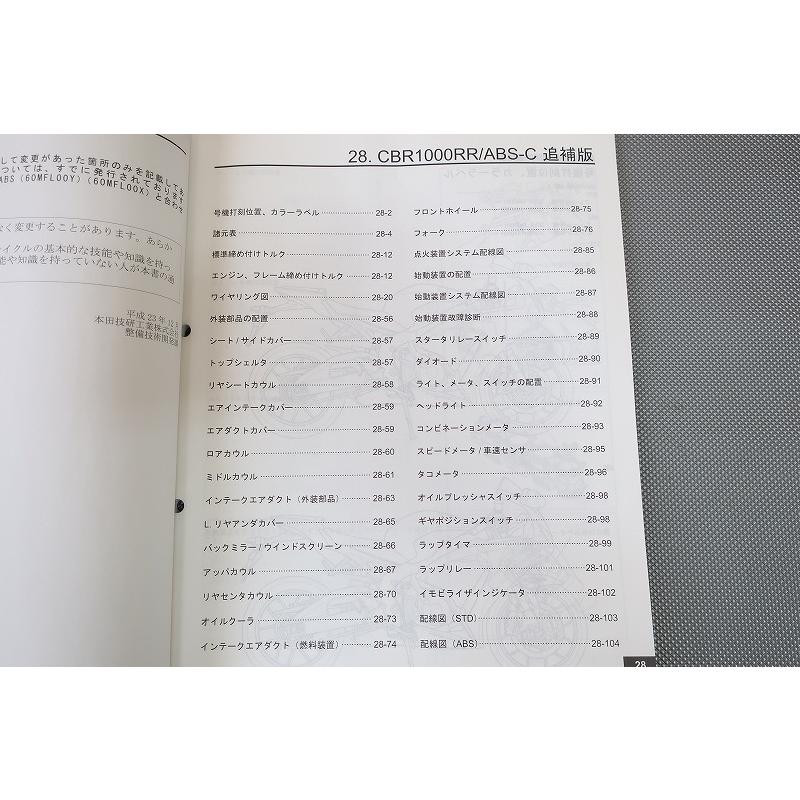 して変更があった箇所のみを記載してあ
ついては、すでに発行されております
ABS (60MFL00Y) (60MFL00X) と合わせ
なく変更することがあります。あらか
イクルの基本的な技能や知識を持っ
能や知識を持っていない人が本書の通
平成23年12月
本田技研工業株式会社
整備技術開発部
28. CBR1000RR/ABS-C 追補版
号機打刻位置、カラーラベル 28-2
諸元表 28-4
標準締め付けトルク 28-12
エンジン、フレーム締め付けトルク 28-12
ワイヤリング図 28-20
外装部品の配置 28-56
シート/サイドカバー 28-57
トップシェルタ 28-57
リヤシートカウル 28-58
エアインテークカバー 28-59
エアダクトカバー 28-59
ロアカウル 28-60
ミドルカウル 28-61
インテークエアダクト（外装部品） 28-63
L. リヤアンダカバー 28-65
バックミラー/ウインドスクリーン 28-66
アッパカウル 28-67
リヤセンタカウル 28-70
オイルクーラ 28-73
インテークエアダクト（燃料装置） 28-74
フロントホイール 28-75
フォーク 28-76
点火装置システム配線図 28-85
始動装置の配置 28-86
始動装置システム配線図 28-87
始動装置故障診断 28-88
スタータリレースイッチ 28-89
ダイオード 28-90
ライト、メータ、スイッチの配置 28-91
ヘッドライト 28-92
コンビネーションメータ 28-93
スピードメータ/車速センサ 28-95
タコメータ 28-96
オイルプレッシャスイッチ 28-98
ギヤポジションスイッチ 28-98
ラップタイマ 28-99
ラップリレー 28-101
イモビライザインジケータ 28-102
配線図（STD） 28-103
配線図（ABS） 28-104
28